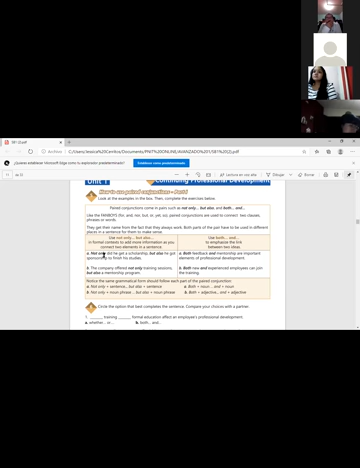 SB1 (2).pdf
C:/Users/Jessica%20Cerritos/Documents/PNIET%20ONLINE/AVANZADO%201/SB1%20(2).pdf
¿Quieres establecer Microsoft Edge como tu explorador predeterminado?
Establecer como predeterminado
11 de 12
Lectura en voz alta
Dibujar
Unit 1
Continuing Professional Development
How to use paired conjunctions - Part I
Look at the examples in the box. Then, complete the exercises below.
Paired conjunctions come in pairs such as not only... but also, and both... and..
Like the FANBOYS (for, and, nor, but, or, yet, so), paired conjunctions are used to connect two clauses, phrases or words.
They get their name from the fact that they always work. Both parts of the pair have to be used in different places in a sentence for them to make sense.
Use not only... but also...
in formal contexts to add more information as you connect two elements in a sentence.
Use both... and..
to emphasize the link between two ideas.
a. Not only did he get a scholarship, but also he got sponsorship to finish his studies.
a. Both feedback and mentoring are important elements of professional development.
b. The company offered not only training sessions, but also a mentorship program.
b. Both new and experienced employees can join the training.
Notice the same grammatical form should follow each part of the paired conjunction:
a. Not only + sentence... but also + sentence
a. Both + noun ... and + noun
b. Not only + noun phrase ... but also + noun phrase
b. Both + adjective...and + adjective
Circle the option that best completes the sentence. Compare your choices with a partner.
1. ______ training ______ formal education affect an employee's professional development.
a. whether... or...
b. both... and..